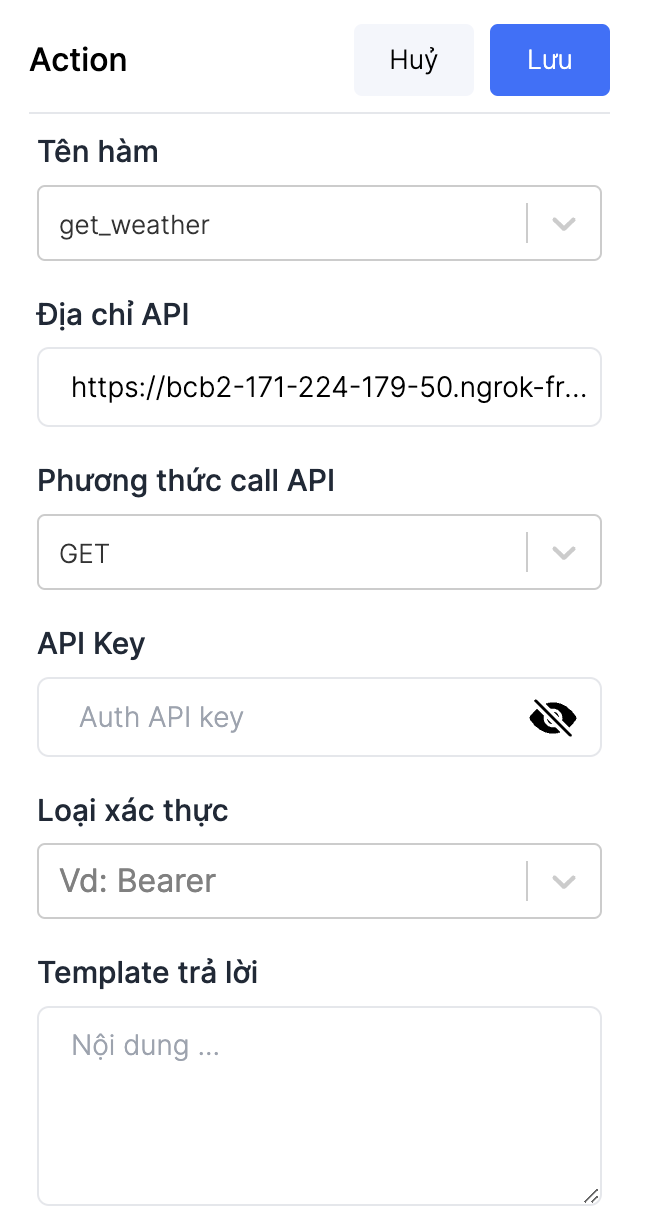 Action
Huỷ
Lưu
Tên hàm
get_weather
Địa chỉ API
https://bcb2-171-224-179-50.ngrok-fr...
Phương thức call API
GET
API Key
Auth API key
Loại xác thực
Vd: Bearer
Template trả lời
Nội dung ...